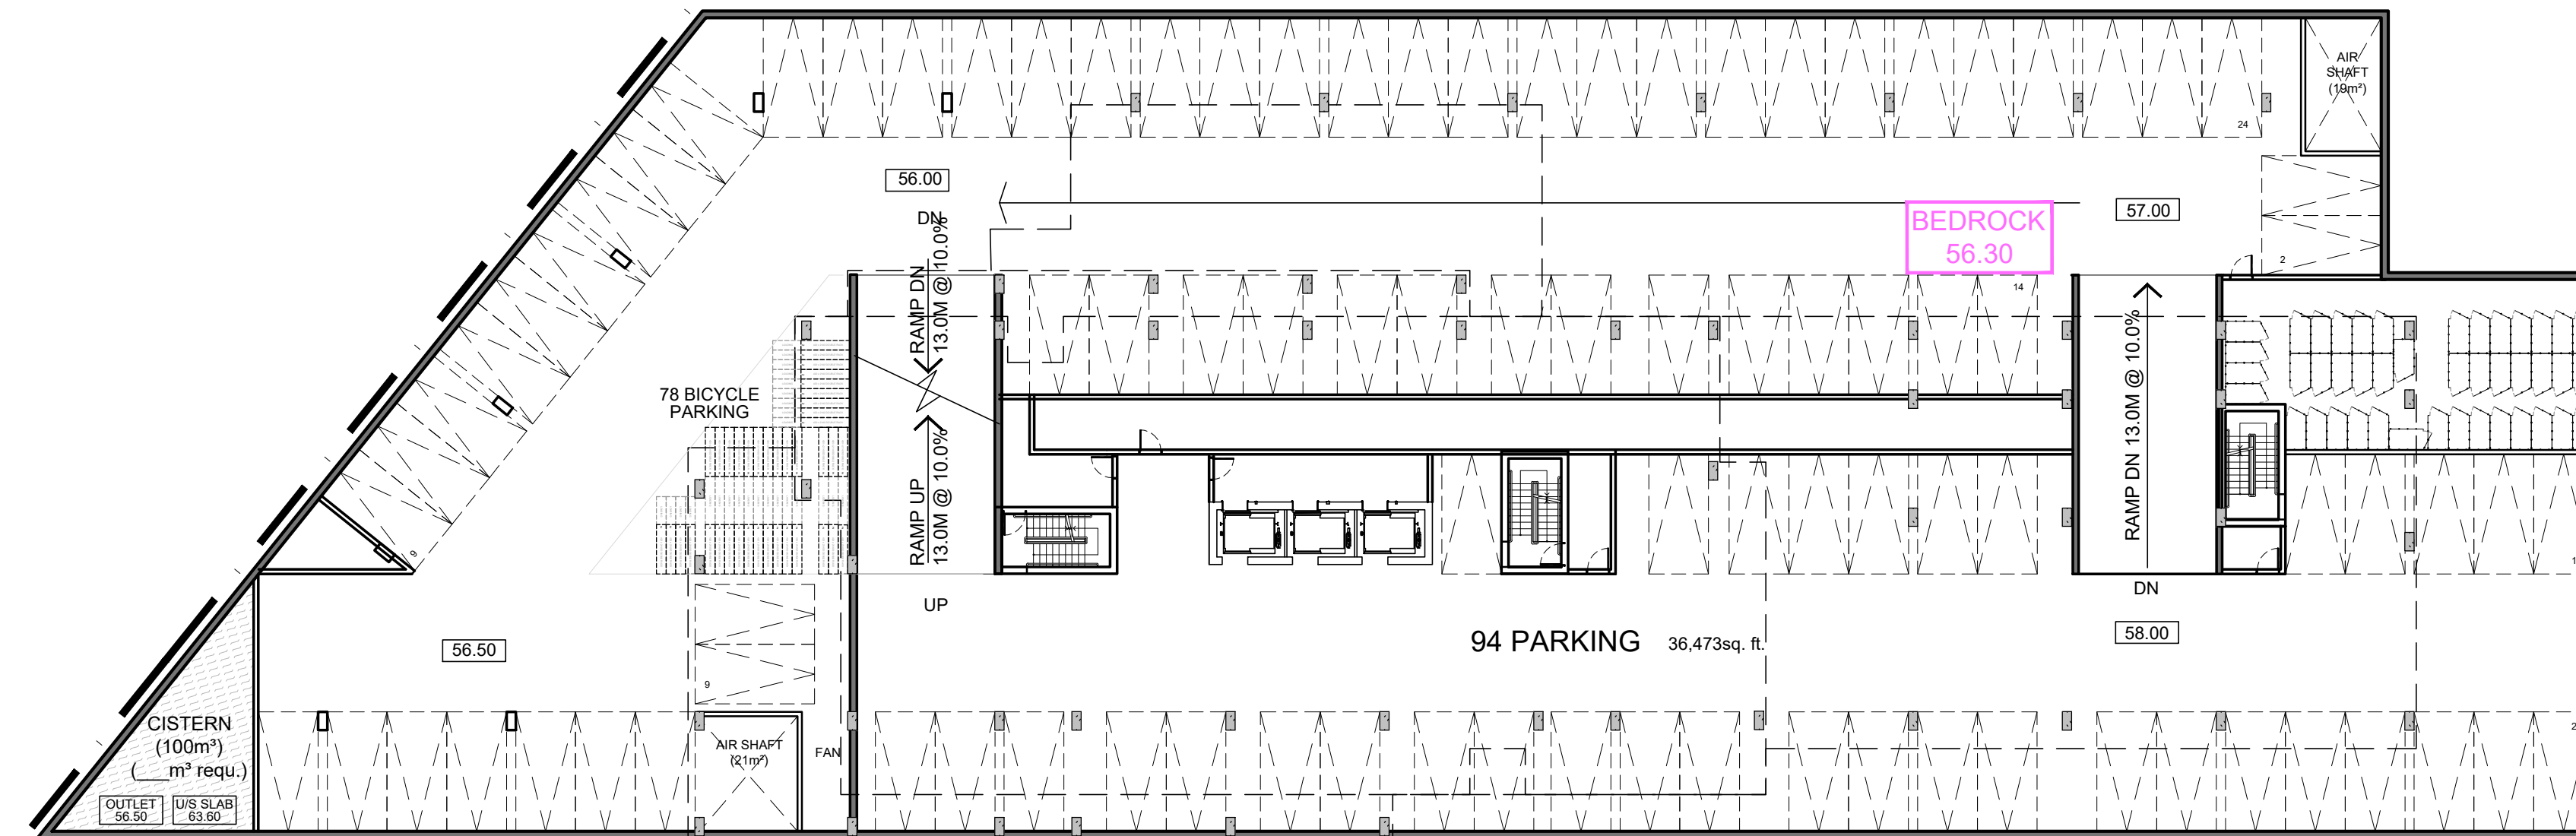 AIR
SHAFT
(19m²)
24
56.00
DN
RAMP DN
13.0M @ 10.0%
BEDROCK
56.30
57.00
2
14
78 BICYCLE
PARKING
RAMP UP
13.0M @ 10.0%
UP
RAMP DN 13.0M @ 10.0%
DN
9
56.50
94 PARKING 36,473sq. ft.
58.00
9
CISTERN
(100m³)
(___m³ requ.)
OUTLET
56.50
U/S SLAB
63.60
AIR SHAFT
(21m²)
FAN